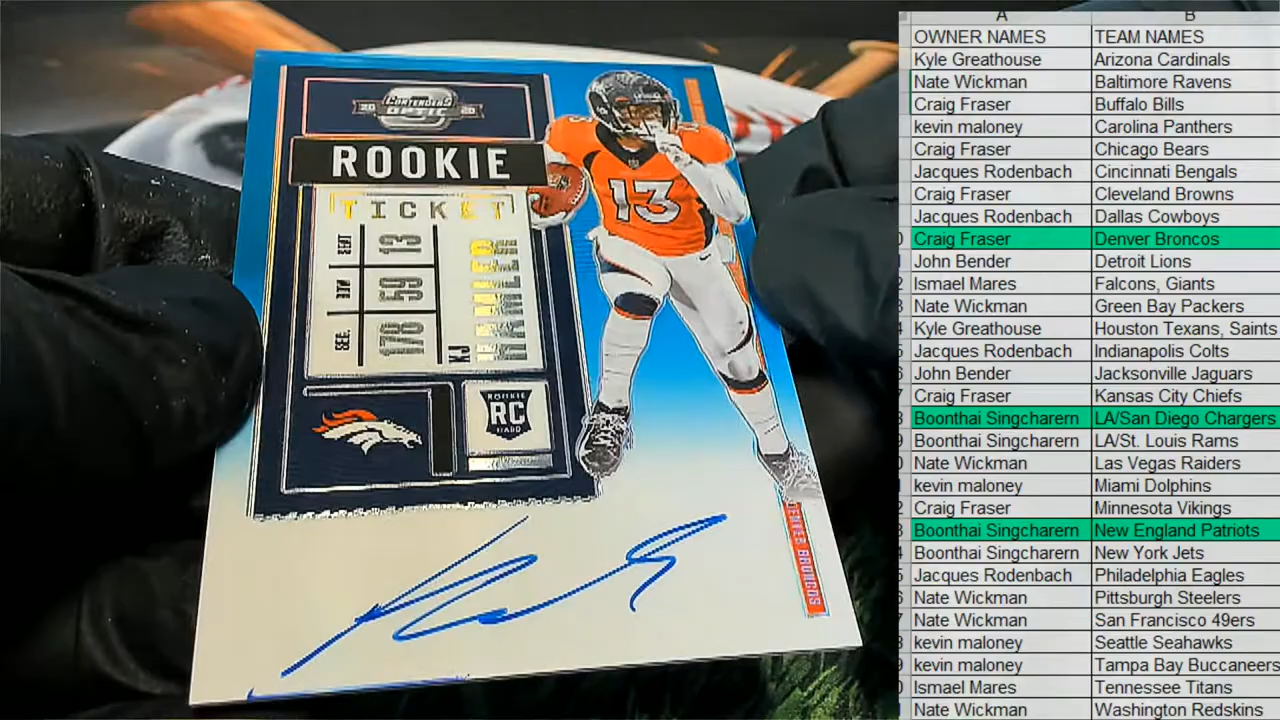 2020
CONTENDERS
OPTIC
ROOKIE
TICKET
SEAT 13
59
SEC. 178
KJ HAMLER
ROOKIE
RC
CARD
13
DENVER BRONCOS
A B
OWNER NAMES TEAM NAMES
Kyle Greathouse Arizona Cardinals
Nate Wickman Baltimore Ravens
Craig Fraser Buffalo Bills
kevin maloney Carolina Panthers
Craig Fraser Chicago Bears
Jacques Rodenbach Cincinnati Bengals
Craig Fraser Cleveland Browns
Jacques Rodenbach Dallas Cowboys
Craig Fraser Denver Broncos
John Bender Detroit Lions
Ismael Mares Falcons, Giants
Nate Wickman Green Bay Packers
Kyle Greathouse Houston Texans, Saints
Jacques Rodenbach Indianapolis Colts
John Bender Jacksonville Jaguars
Craig Fraser Kansas City Chiefs
Boonthai Singcharern LA/San Diego Chargers
Boonthai Singcharern LA/St. Louis Rams
Nate Wickman Las Vegas Raiders
kevin maloney Miami Dolphins
Craig Fraser Minnesota Vikings
Boonthai Singcharern New England Patriots
Boonthai Singcharern New York Jets
Jacques Rodenbach Philadelphia Eagles
Nate Wickman Pittsburgh Steelers
Nate Wickman San Francisco 49ers
kevin maloney Seattle Seahawks
kevin maloney Tampa Bay Buccaneers
Ismael Mares Tennessee Titans
Nate Wickman Washington Redskins